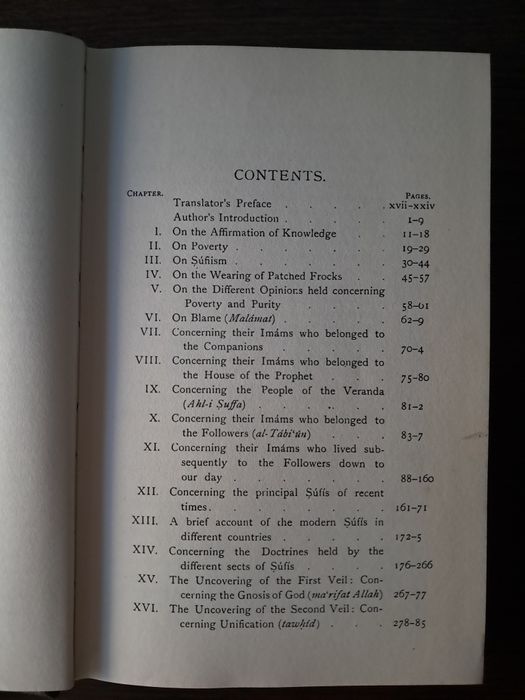 CONTENTS.
CHAPTER. PAGES.
Translator's Preface . . . . . xvii-xxiv
Author's Introduction . . . . . 1-9
I. On the Affirmation of Knowledge . . 11-18
II. On Poverty . . . . . . 19-29
III. On Ṣúfiism . . . . . . 30-44
IV. On the Wearing of Patched Frocks . . 45-57
V. On the Different Opinions held concerning
Poverty and Purity . . . . 58-61
VI. On Blame (Malámat) . . . . . 62-9
VII. Concerning their Imáms who belonged to
the Companions . . . . . 70-4
VIII. Concerning their Imáms who belonged to
the House of the Prophet . . . 75-80
IX. Concerning the People of the Veranda
(Ahl-i Ṣuffa) . . . . . . 81-2
X. Concerning their Imáms who belonged to
the Followers (al-Tábi‘ún) . . . 83-7
XI. Concerning their Imáms who lived sub-
sequently to the Followers down to
our day . . . . . . 88-160
XII. Concerning the principal Ṣúfís of recent
times. . . . . . . 161-71
XIII. A brief account of the modern Ṣúfís in
different countries . . . . 172-5
XIV. Concerning the Doctrines held by the
different sects of Ṣúfís . . . . 176-266
XV. The Uncovering of the First Veil: Con-
cerning the Gnosis of God (ma‘rifat Allah) 267-77
XVI. The Uncovering of the Second Veil: Con-
cerning Unification (tawḥíd) . . . 278-85